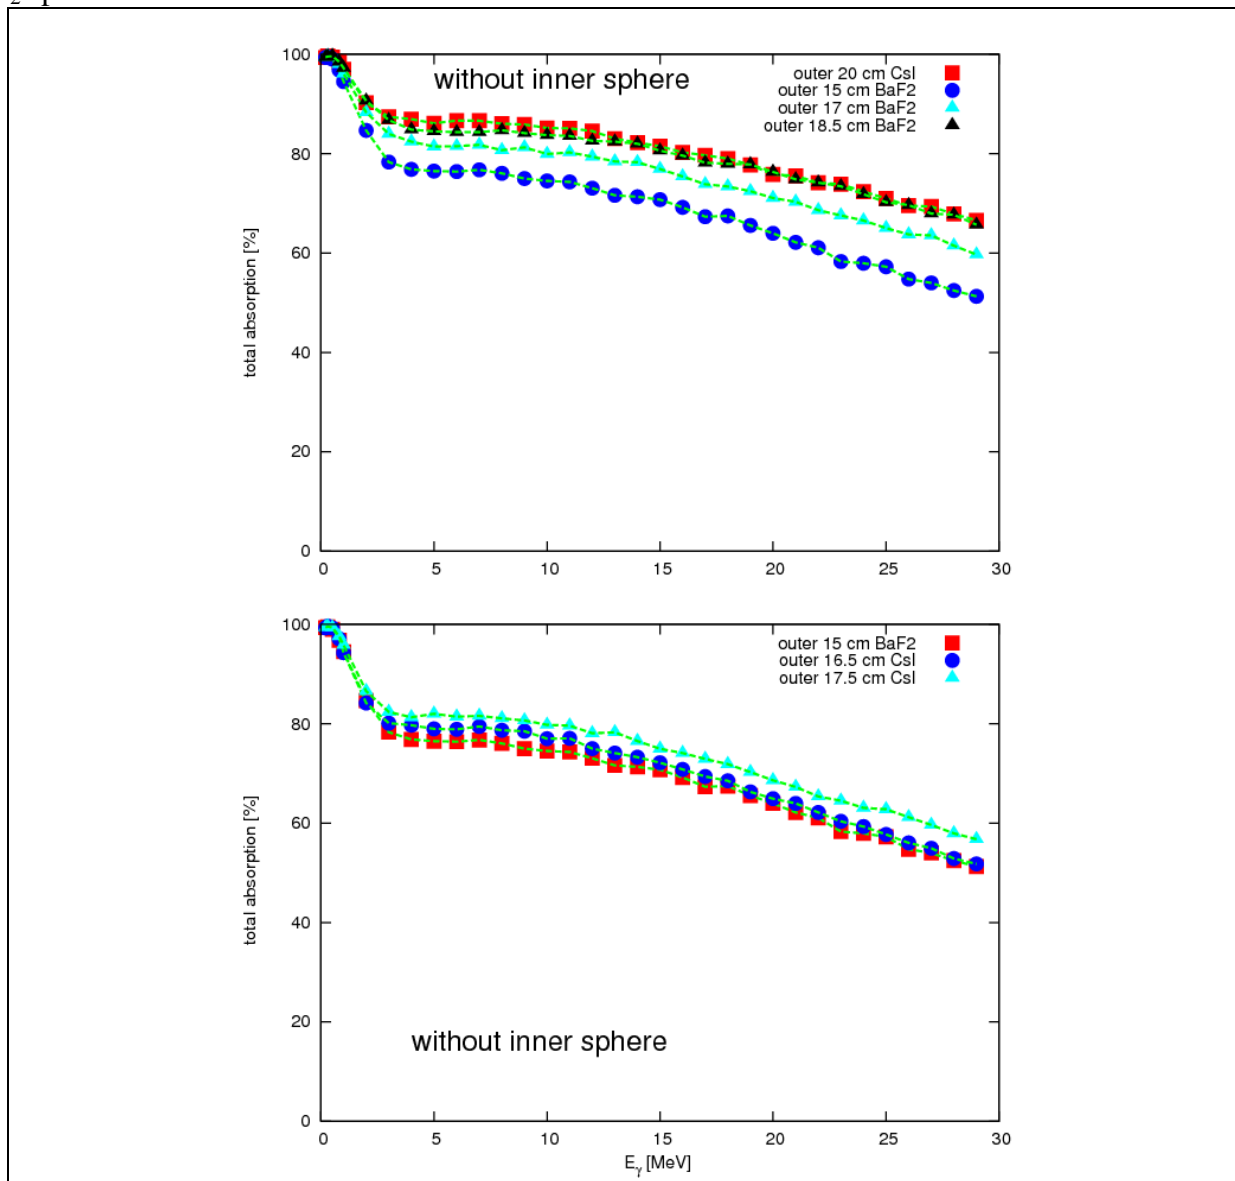 without inner sphere
outer 20 cm CsI
outer 15 cm BaF2
outer 17 cm BaF2
outer 18.5 cm BaF2
100
80
60
40
20
0
total absorption [%]
0 5 10 15 20 25 30
outer 15 cm BaF2
outer 16.5 cm CsI
outer 17.5 cm CsI
100
80
60
40
20
0
total absorption [%]
without inner sphere
0 5 10 15 20 25 30
Eγ [MeV]